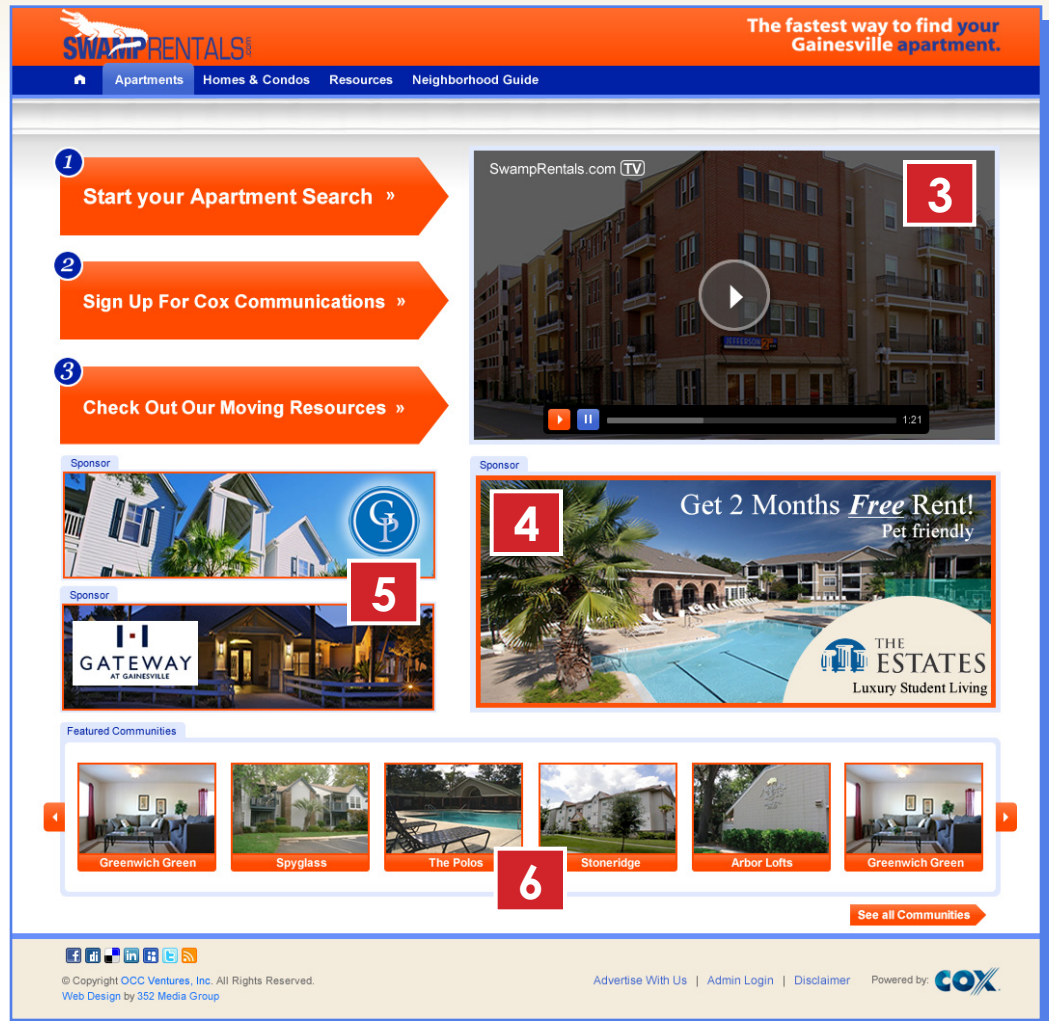 SWAMPRENTALS.com
The fastest way to find your
Gainesville apartment.
Apartments Homes & Condos Resources Neighborhood Guide
1
Start your Apartment Search »
2
Sign Up For Cox Communications »
3
Check Out Our Moving Resources »
SwampRentals.com TV
3
JEFFERSON 2ND
1:21
Sponsor
GP
5
Sponsor
GATEWAY
AT GAINESVILLE
Sponsor
4
Get 2 Months Free Rent!
Pet friendly
THE
ESTATES
Luxury Student Living
Featured Communities
Greenwich Green Spyglass The Polos Stoneridge Arbor Lofts Greenwich Green
6
See all Communities
© Copyright OCC Ventures, Inc. All Rights Reserved.
Web Design by 352 Media Group
Advertise With Us | Admin Login | Disclaimer Powered by: COX